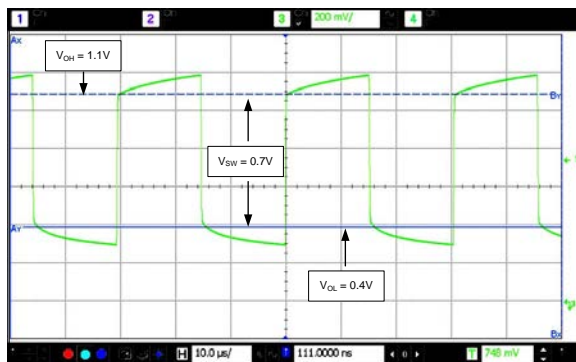 1 2 3 200 mV/ 4
Ax
V_OH = 1.1V
By
V_SW = 0.7V
Ay
V_OL = 0.4V
Bx
H 10.0 µs/ 111.0000 ns 0 T 748 mV